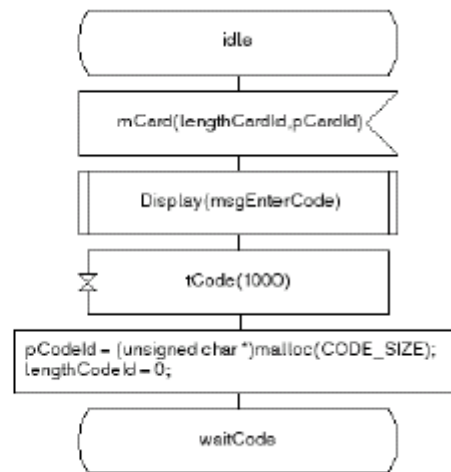 idle
mCard(lengthCardId,pCardId)
Display(msgEnterCode)
tCode(1000)
pCodeId = (unsigned char *)malloc(CODE_SIZE);
lengthCodeId = 0;
waitCode